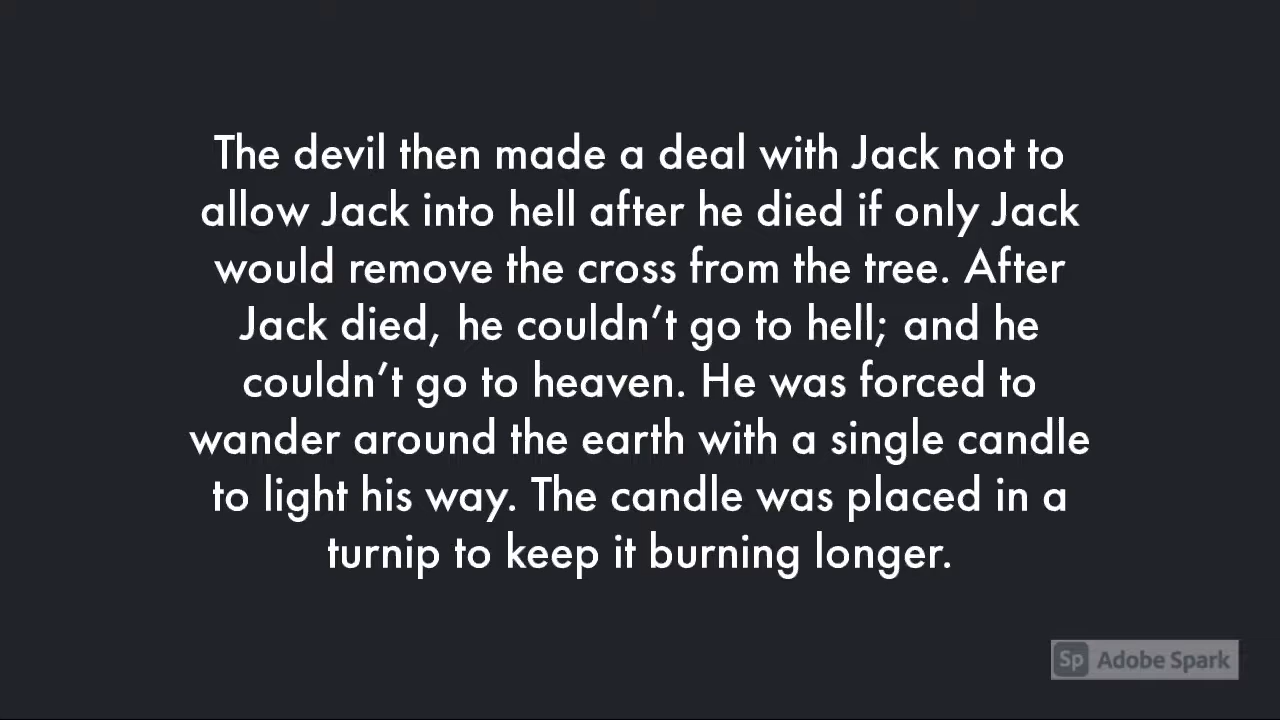 The devil then made a deal with Jack not to
allow Jack into hell after he died if only Jack
would remove the cross from the tree. After
Jack died, he couldn’t go to hell; and he
couldn’t go to heaven. He was forced to
wander around the earth with a single candle
to light his way. The candle was placed in a
turnip to keep it burning longer.
Sp Adobe Spark